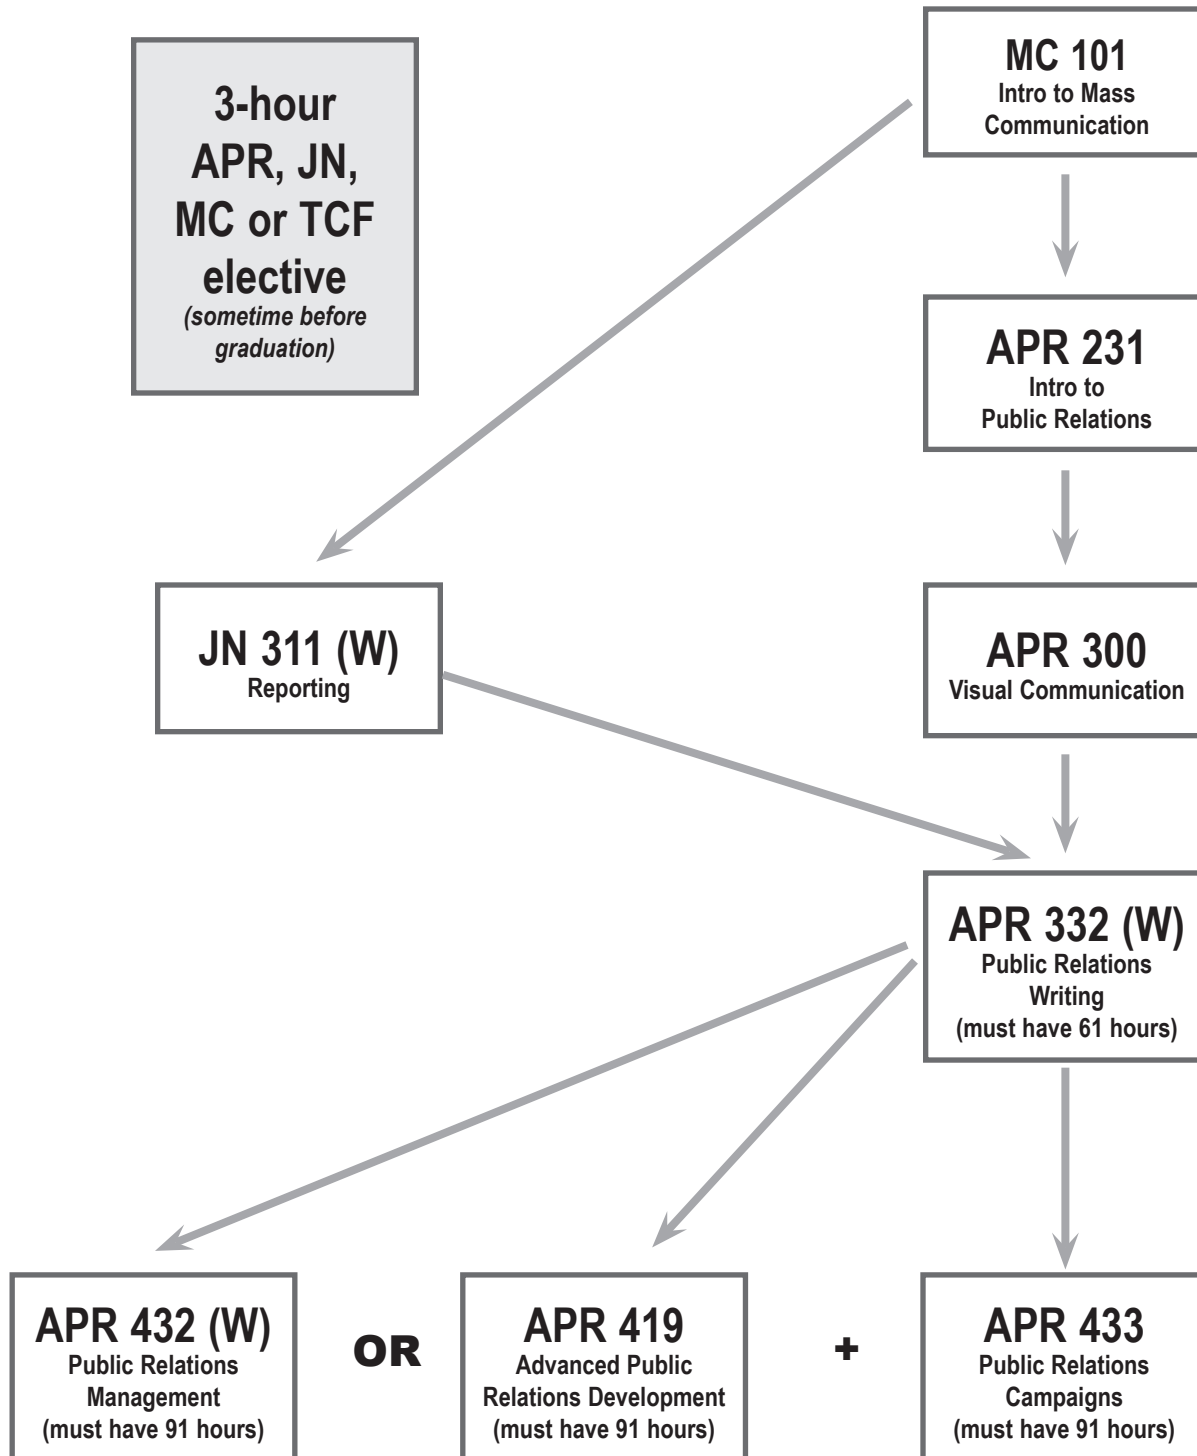 3-hour
APR, JN,
MC or TCF
elective
(sometime before
graduation)
MC 101
Intro to Mass
Communication
APR 231
Intro to
Public Relations
JN 311 (W)
Reporting
APR 300
Visual Communication
APR 332 (W)
Public Relations
Writing
(must have 61 hours)
APR 432 (W)
Public Relations
Management
(must have 91 hours)
OR
APR 419
Advanced Public
Relations Development
(must have 91 hours)
+
APR 433
Public Relations
Campaigns
(must have 91 hours)